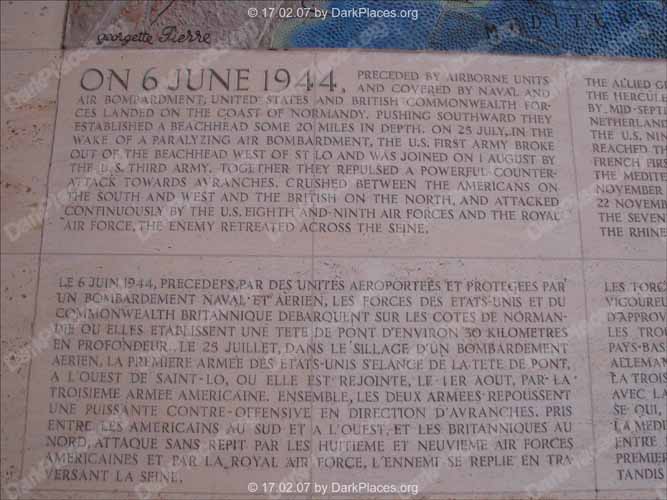 © 17.02.07 by DarkPlaces.org
georgette Pierre
MEDITER
ON 6 JUNE 1944, PRECEDED BY AIRBORNE UNITS
AND COVERED BY NAVAL AND
AIR BOMBARDMENT, UNITED STATES AND BRITISH COMMONWEALTH FOR-
CES LANDED ON THE COAST OF NORMANDY. PUSHING SOUTHWARD THEY
ESTABLISHED A BEACHHEAD SOME 20 MILES IN DEPTH. ON 25 JULY, IN THE
WAKE OF A PARALYZING AIR BOMBARDMENT, THE U.S. FIRST ARMY BROKE
OUT OF THE BEACHHEAD WEST OF ST LO AND WAS JOINED ON 1 AUGUST BY
THE U.S. THIRD ARMY. TOGETHER THEY REPULSED A POWERFUL COUNTER-
ATTACK TOWARDS AVRANCHES. CRUSHED BETWEEN THE AMERICANS ON
THE SOUTH AND WEST AND THE BRITISH ON THE NORTH, AND ATTACKED
CONTINUOUSLY BY THE U.S. EIGHTH AND NINTH AIR FORCES AND THE ROYAL
AIR FORCE, THE ENEMY RETREATED ACROSS THE SEINE.
THE ALLIED G
THE HERCULE
BY MID-SEPT
NETHERLAND
THE U.S. NIN
REACHED TH
FRENCH FIRS
THE MEDITE
NOVEMBER
22 NOVEMB
THE SEVEN
THE RHINE
LE 6 JUIN 1944, PRECEDEES PAR DES UNITES AEROPORTEES ET PROTEGEES PAR
UN BOMBARDEMENT NAVAL ET AERIEN, LES FORCES DES ETATS-UNIS ET DU
COMMONWEALTH BRITANNIQUE DEBARQUENT SUR LES COTES DE NORMAN-
DIE OU ELLES ETABLISSENT UNE TETE DE PONT D'ENVIRON 30 KILOMETRES
EN PROFONDEUR. LE 25 JUILLET, DANS LE SILLAGE D'UN BOMBARDEMENT
AERIEN, LA PREMIERE ARMEE DES ETATS-UNIS S'ELANCE DE LA TETE DE PONT,
A L'OUEST DE SAINT-LO, OU ELLE EST REJOINTE, LE 1ER AOUT, PAR LA
TROISIEME ARMEE AMERICAINE. ENSEMBLE, LES DEUX ARMEES REPOUSSENT
UNE PUISSANTE CONTRE-OFFENSIVE EN DIRECTION D'AVRANCHES. PRIS
ENTRE LES AMERICAINS AU SUD ET A L'OUEST, ET LES BRITANNIQUES AU
NORD, ATTAQUE SANS REPIT PAR LES HUITIEME ET NEUVIEME AIR FORCES
AMERICAINES ET PAR LA ROYAL AIR FORCE, L'ENNEMI SE REPLIE EN TRA-
VERSANT LA SEINE.
LES FORC
VIGOUREU
D'APPROV
LES TRO
PAYS-BAS
ALLEMAN
LA TROIS
AVEC LA
SE QUI,
LA MEDI
ENTRE
PREMIER
TANDIS
© 17.02.07 by DarkPlaces.org